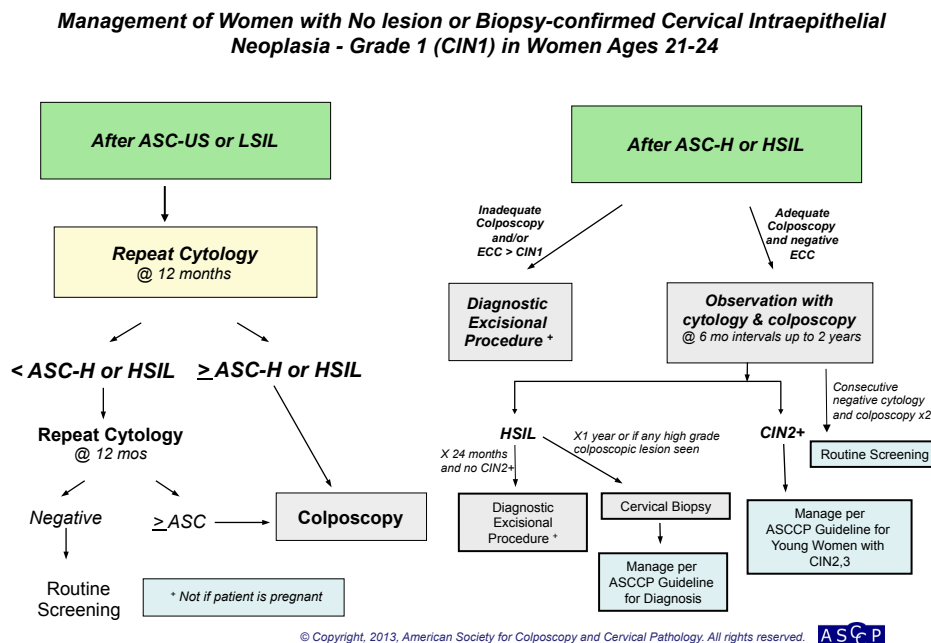 Management of Women with No lesion or Biopsy-confirmed Cervical Intraepithelial
Neoplasia - Grade 1 (CIN1) in Women Ages 21-24
After ASC-US or LSIL
Repeat Cytology
@ 12 months
< ASC-H or HSIL
≥ ASC-H or HSIL
Repeat Cytology
@ 12 mos
Negative
≥ ASC
Colposcopy
Routine
Screening
⁺ Not if patient is pregnant
After ASC-H or HSIL
Inadequate
Colposcopy
and/or
ECC > CIN1
Adequate
Colposcopy
and negative
ECC
Diagnostic
Excisional
Procedure ⁺
Observation with
cytology & colposcopy
@ 6 mo intervals up to 2 years
HSIL
CIN2+
Consecutive
negative cytology
and colposcopy x2
X 24 months
and no CIN2+
X1 year or if any high grade
colposcopic lesion seen
Routine Screening
Diagnostic
Excisional
Procedure ⁺
Cervical Biopsy
Manage per
ASCCP Guideline
for Diagnosis
Manage per
ASCCP Guideline for
Young Women with
CIN2,3
© Copyright, 2013, American Society for Colposcopy and Cervical Pathology. All rights reserved.
ASCCP